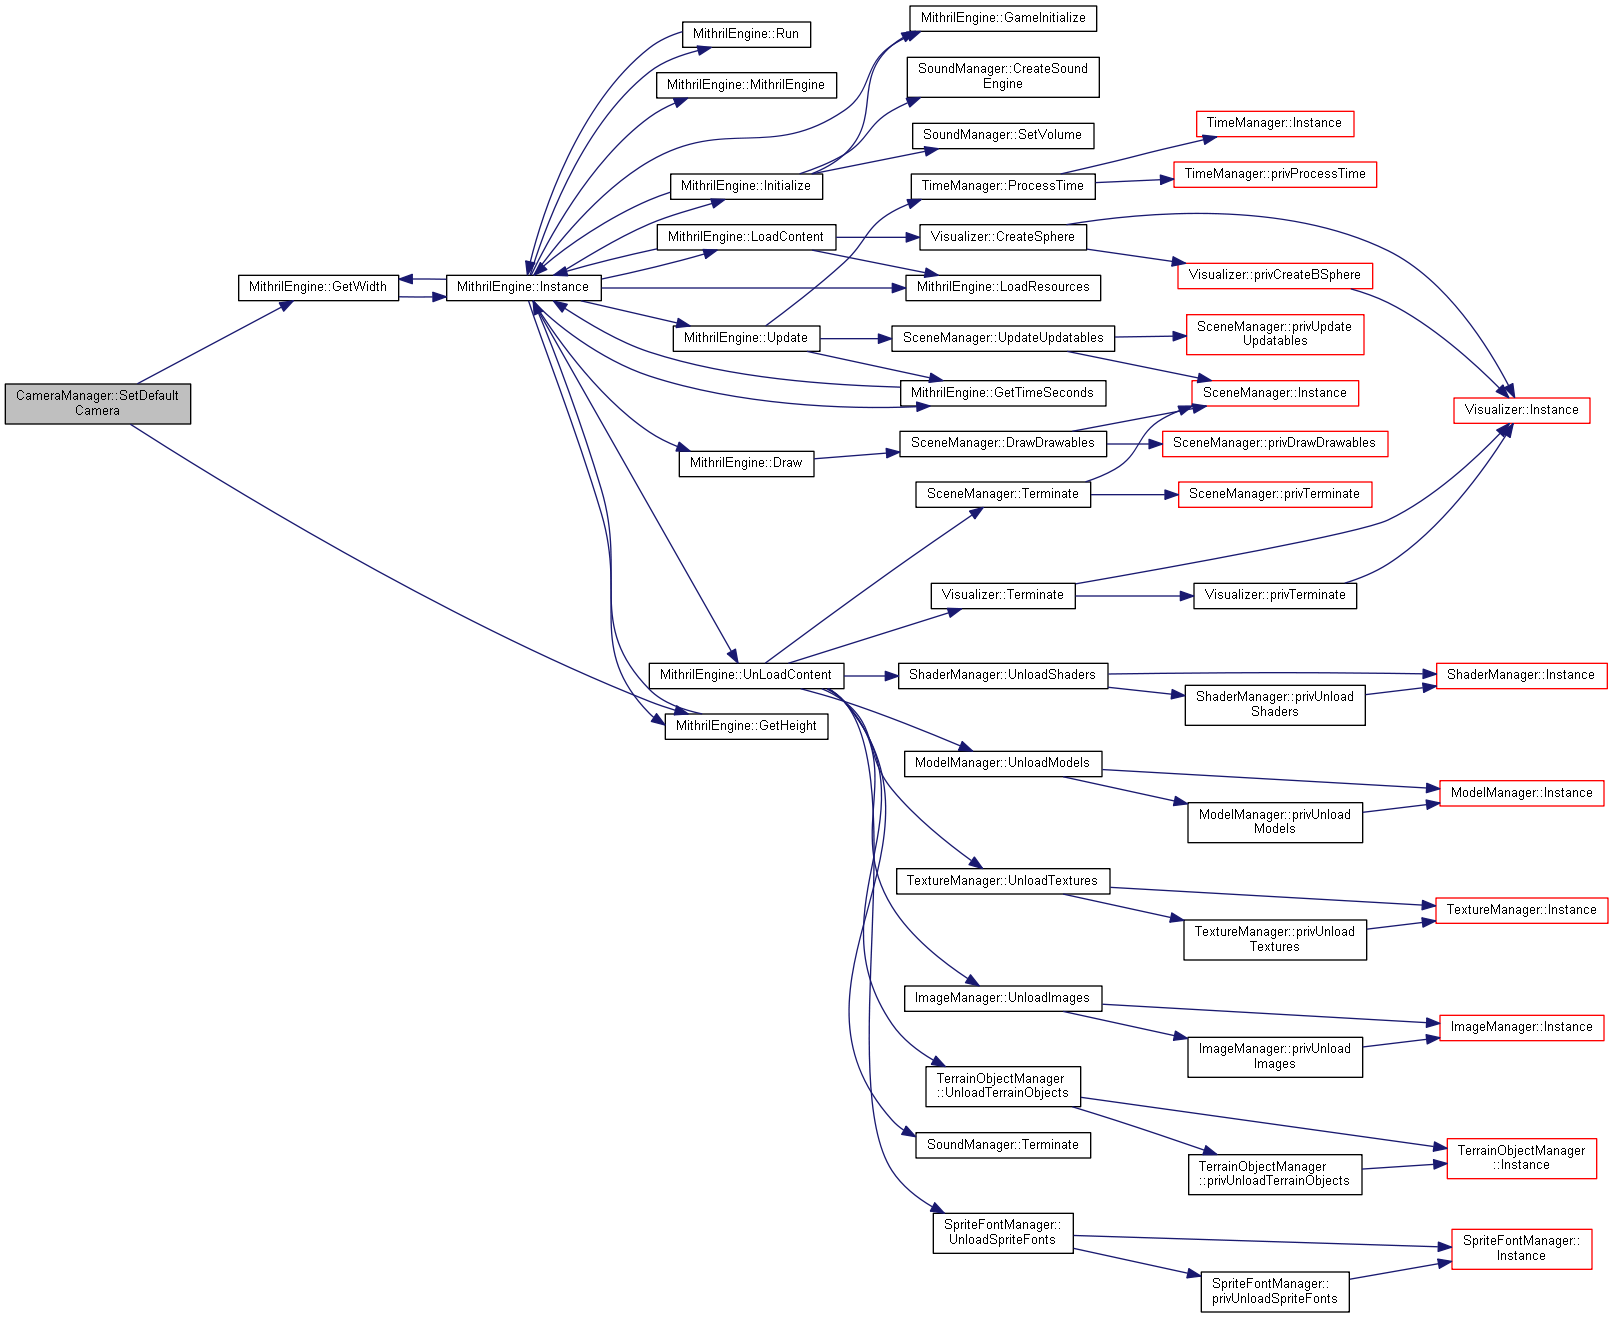 MithrilEngine::GameInitialize
MithrilEngine::Run
SoundManager::CreateSound
Engine
MithrilEngine::MithrilEngine
TimeManager::Instance
SoundManager::SetVolume
TimeManager::privProcessTime
MithrilEngine::Initialize
TimeManager::ProcessTime
MithrilEngine::LoadContent
Visualizer::CreateSphere
Visualizer::privCreateBSphere
MithrilEngine::GetWidth
MithrilEngine::Instance
MithrilEngine::LoadResources
SceneManager::privUpdate
Updatables
MithrilEngine::Update
SceneManager::UpdateUpdatables
MithrilEngine::GetTimeSeconds
SceneManager::Instance
CameraManager::SetDefault
Camera
Visualizer::Instance
SceneManager::DrawDrawables
SceneManager::privDrawDrawables
MithrilEngine::Draw
SceneManager::Terminate
SceneManager::privTerminate
Visualizer::Terminate
Visualizer::privTerminate
MithrilEngine::UnLoadContent
ShaderManager::UnloadShaders
ShaderManager::Instance
ShaderManager::privUnload
Shaders
MithrilEngine::GetHeight
ModelManager::UnloadModels
ModelManager::Instance
ModelManager::privUnload
Models
TextureManager::UnloadTextures
TextureManager::Instance
TextureManager::privUnload
Textures
ImageManager::UnloadImages
ImageManager::Instance
ImageManager::privUnload
Images
TerrainObjectManager
::UnloadTerrainObjects
SoundManager::Terminate
TerrainObjectManager
::Instance
TerrainObjectManager
::privUnloadTerrainObjects
SpriteFontManager::
UnloadSpriteFonts
SpriteFontManager::
Instance
SpriteFontManager::
privUnloadSpriteFonts